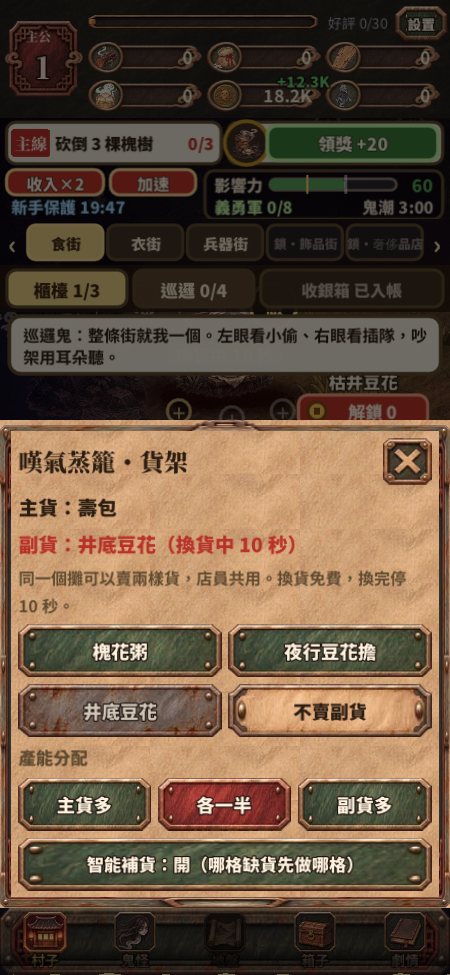 主公
1
好評 0/30
設置
0
0
0
+12.3K
0
18.2K
0
主線 砍倒 3 棵槐樹 0/3
領獎 +20
收入×2
加速
影響力 60
新手保護 19:47
義勇軍 0/8
鬼潮 3:00
食街
衣街
兵器街
鎖·飾品街
鎖·奢侈品店
櫃檯 1/3
巡邏 0/4
收銀箱 已入帳
巡邏鬼：整條街就我一個。左眼看小偷、右眼看插隊，吵
架用耳朵聽。
枯井豆花
解鎖 0
嘆氣蒸籠·貨架
主貨：壽包
副貨：井底豆花（換貨中 10 秒）
同一個攤可以賣兩樣貨，店員共用。換貨免費，換完停
10 秒。
槐花粥
夜行豆花擔
井底豆花
不賣副貨
產能分配
主貨多
各一半
副貨多
智能補貨：開（哪格缺貨先做哪格）
村子
鬼怪
箱子
劇情